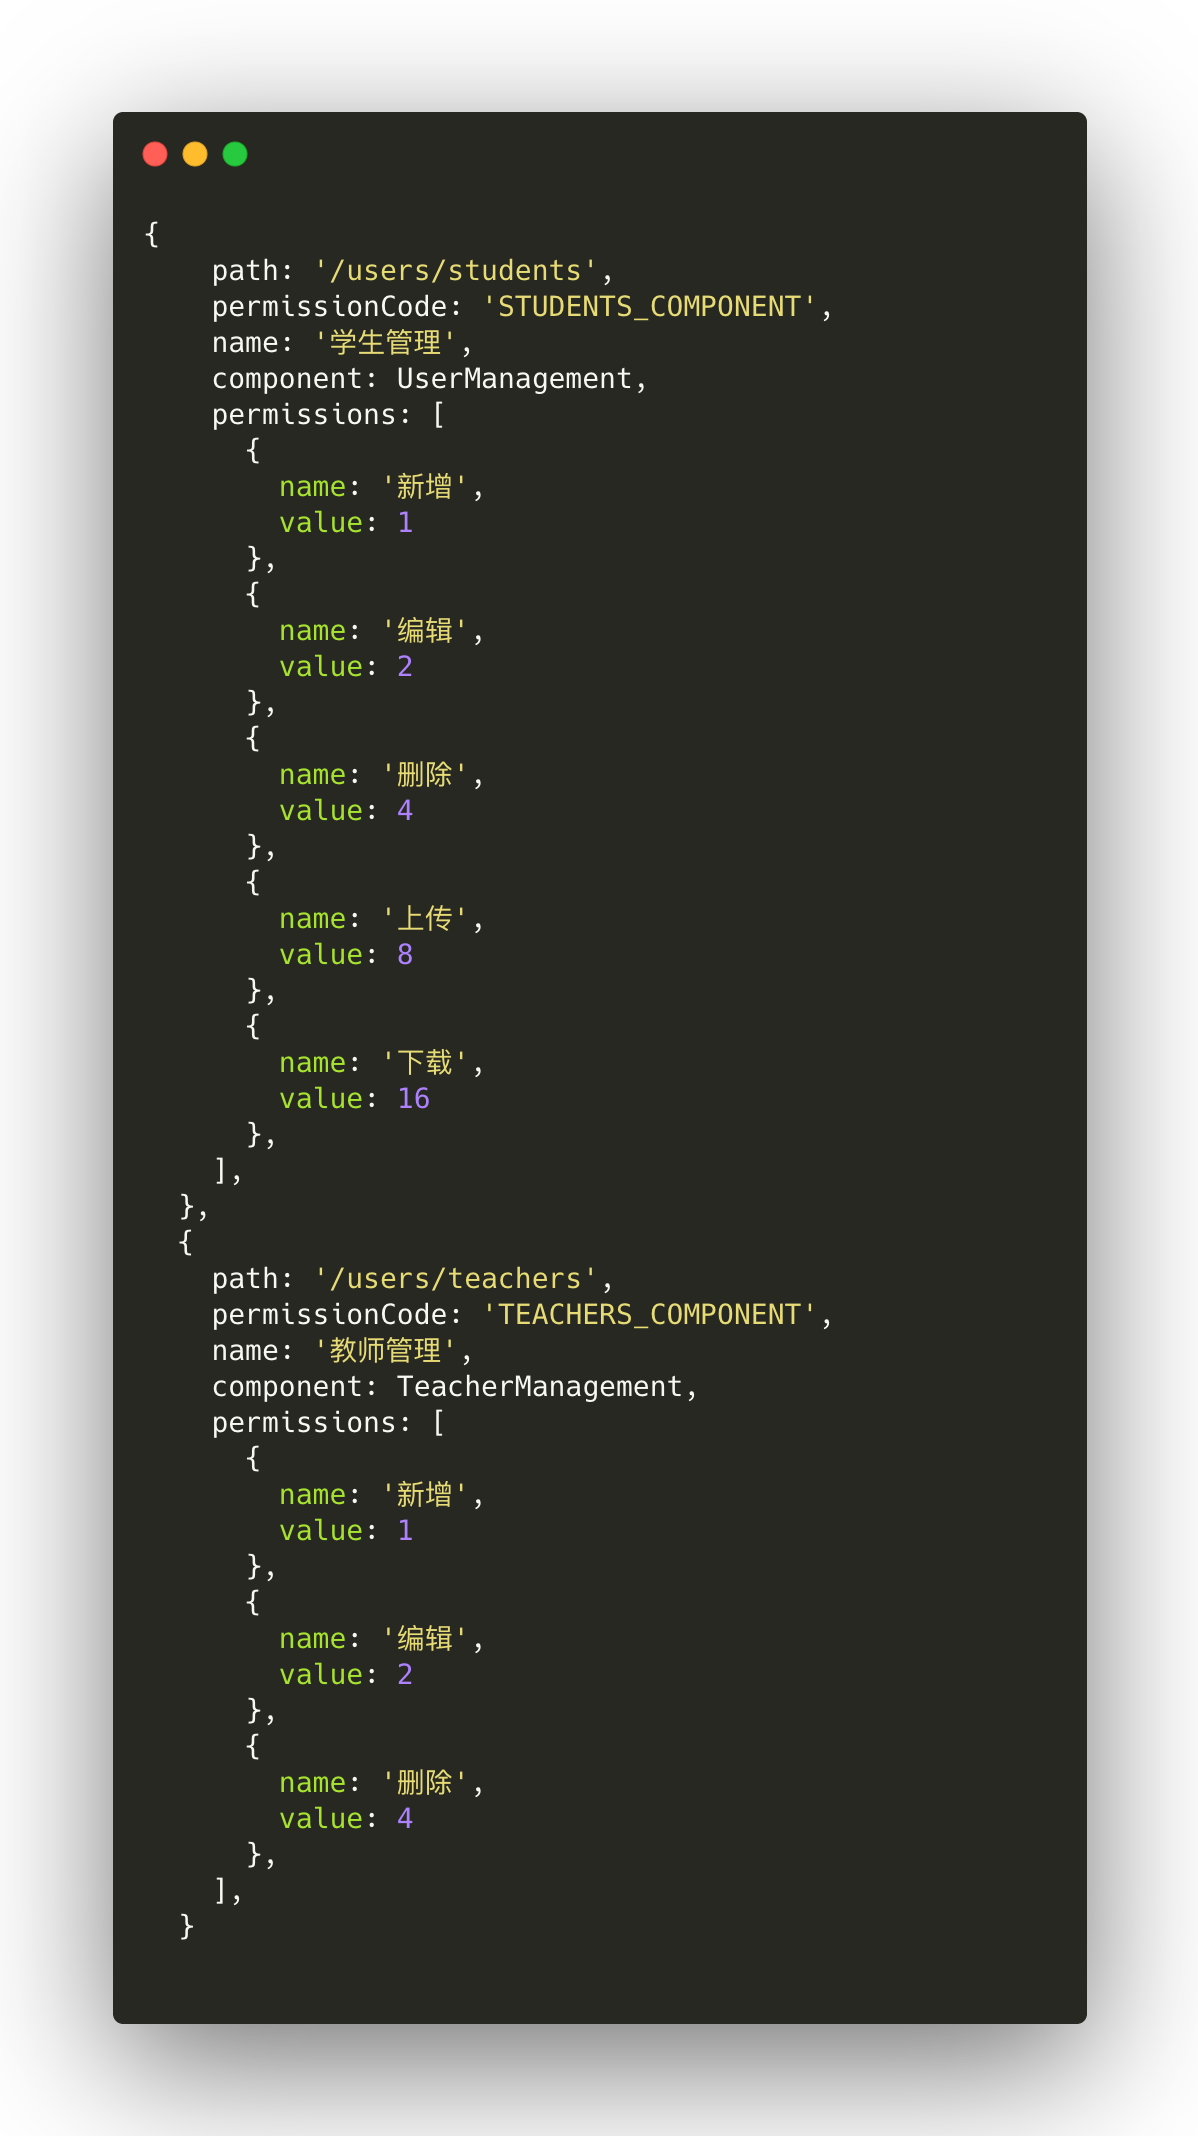 {
    path: '/users/students',
    permissionCode: 'STUDENTS_COMPONENT',
    name: '学生管理',
    component: UserManagement,
    permissions: [
      {
        name: '新增',
        value: 1
      },
      {
        name: '编辑',
        value: 2
      },
      {
        name: '删除',
        value: 4
      },
      {
        name: '上传',
        value: 8
      },
      {
        name: '下载',
        value: 16
      },
    ],
  },
  {
    path: '/users/teachers',
    permissionCode: 'TEACHERS_COMPONENT',
    name: '教师管理',
    component: TeacherManagement,
    permissions: [
      {
        name: '新增',
        value: 1
      },
      {
        name: '编辑',
        value: 2
      },
      {
        name: '删除',
        value: 4
      },
    ],
  }